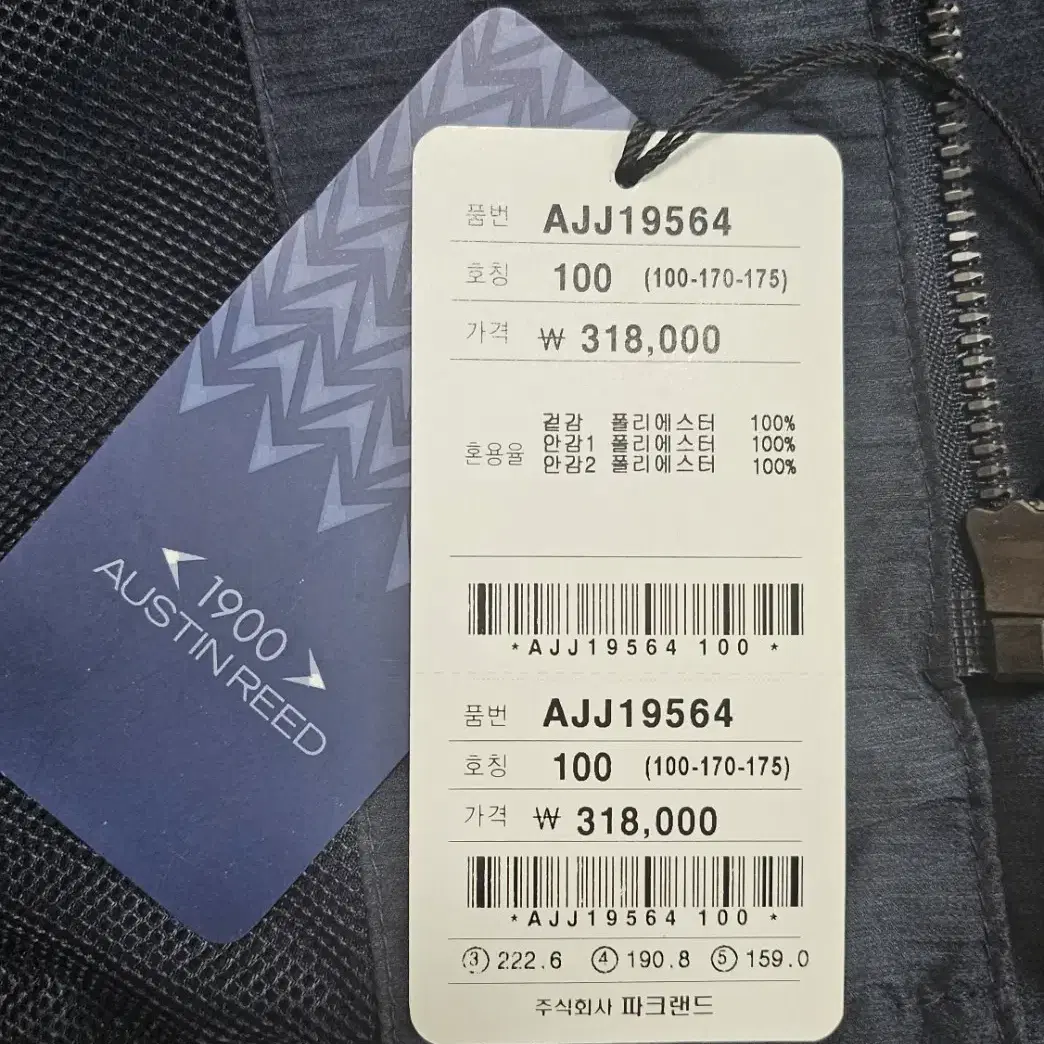 1900
AUSTIN REED
품번 AJJ19564
호칭 100 (100-170-175)
가격 ₩ 318,000
혼용율
겉감 폴리에스터 100%
안감1 폴리에스터 100%
안감2 폴리에스터 100%
*AJJ19564 100 *
품번 AJJ19564
호칭 100 (100-170-175)
가격 ₩ 318,000
*AJJ19564 100 *
③ 222.6 ④ 190.8 ⑤ 159.0
주식회사 파크랜드